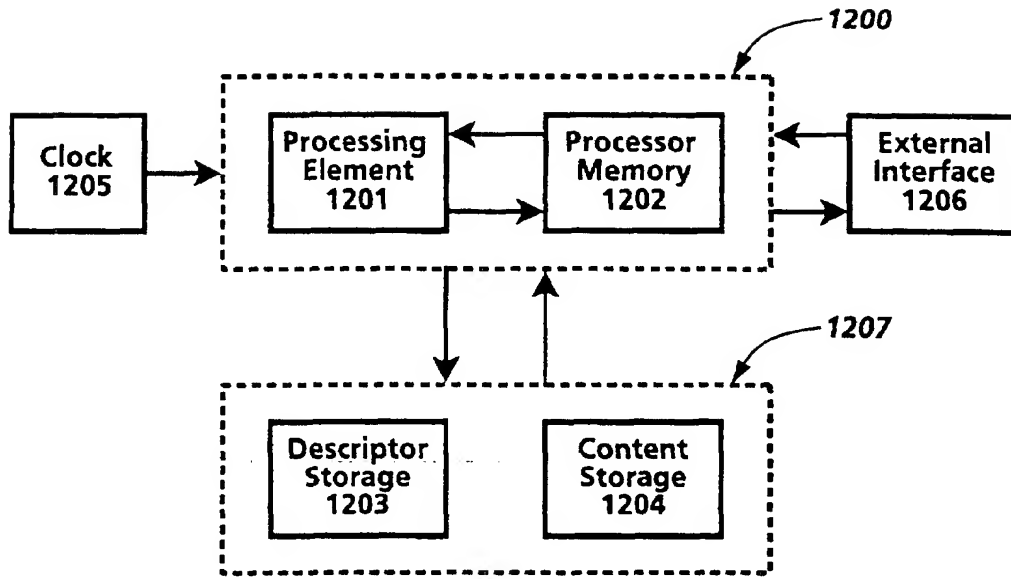 1200
Clock
1205
Processing
Element
1201
Processor
Memory
1202
External
Interface
1206
1207
Descriptor
Storage
1203
Content
Storage
1204